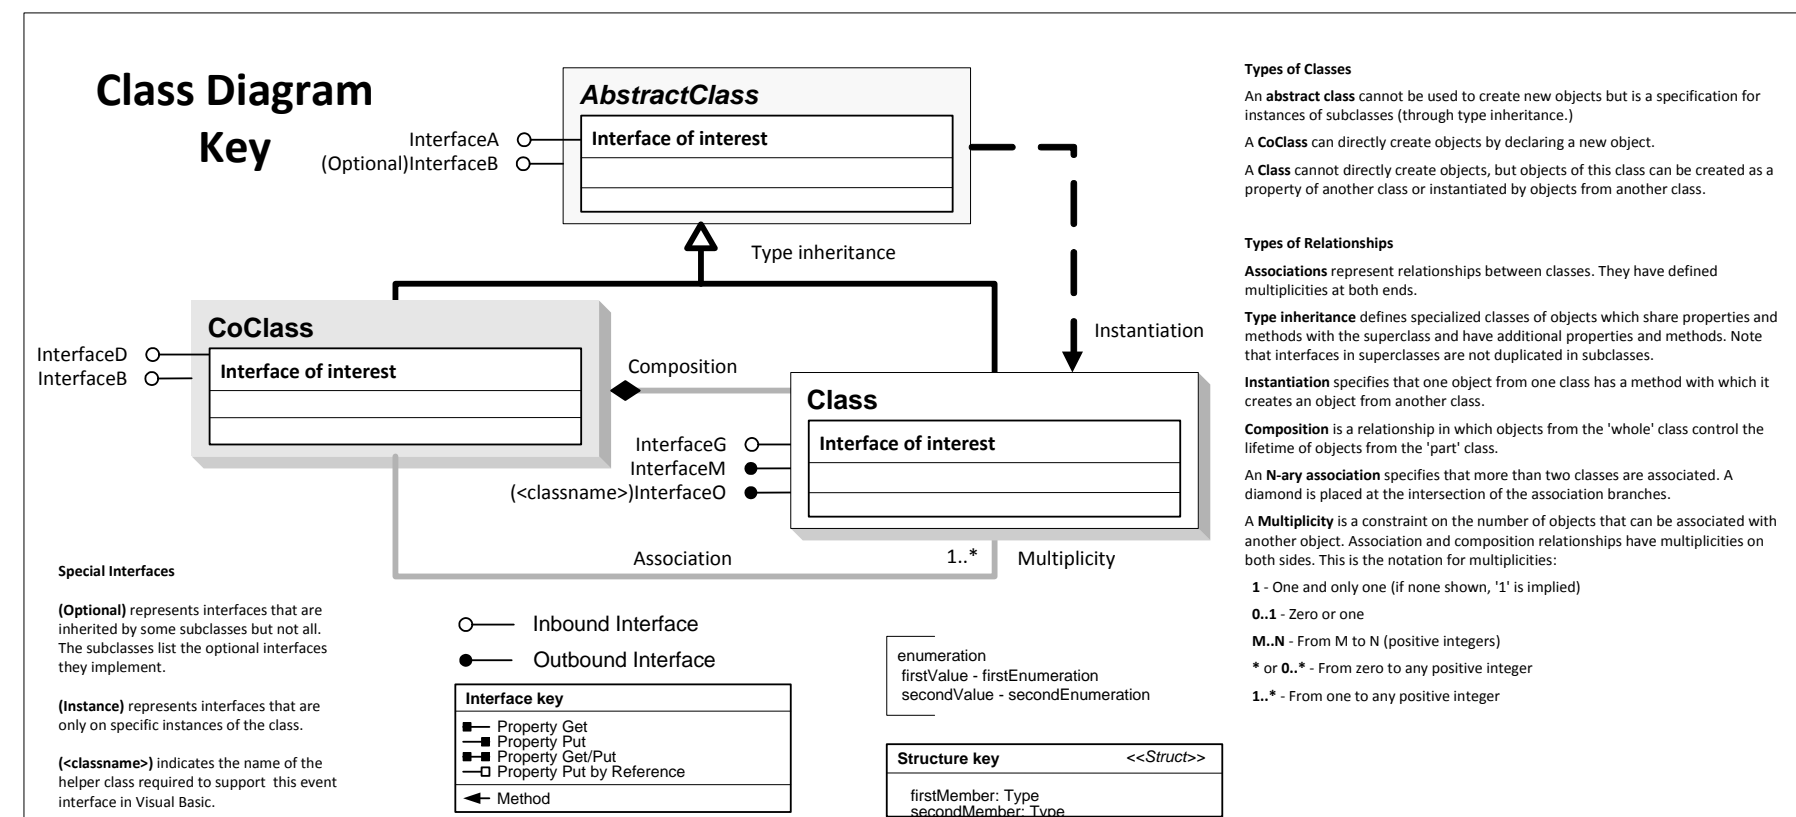 Class Diagram
Key
AbstractClass
Interface of interest
InterfaceA
(Optional)InterfaceB
Type inheritance
CoClass
Interface of interest
InterfaceD
InterfaceB
Composition
Instantiation
Class
Interface of interest
InterfaceG
InterfaceM
(<classname>)InterfaceO
Association
1..*
Multiplicity
Special Interfaces
(Optional) represents interfaces that are
inherited by some subclasses but not all.
The subclasses list the optional interfaces
they implement.
(Instance) represents interfaces that are
only on specific instances of the class.
(<classname>) indicates the name of the
helper class required to support this event
interface in Visual Basic.
Inbound Interface
Outbound Interface
Interface key
Property Get
Property Put
Property Get/Put
Property Put by Reference
Method
enumeration
firstValue - firstEnumeration
secondValue - secondEnumeration
Structure key <<Struct>>
firstMember: Type
secondMember: Type
Types of Classes
An abstract class cannot be used to create new objects but is a specification for
instances of subclasses (through type inheritance.)
A CoClass can directly create objects by declaring a new object.
A Class cannot directly create objects, but objects of this class can be created as a
property of another class or instantiated by objects from another class.
Types of Relationships
Associations represent relationships between classes. They have defined
multiplicities at both ends.
Type inheritance defines specialized classes of objects which share properties and
methods with the superclass and have additional properties and methods. Note
that interfaces in superclasses are not duplicated in subclasses.
Instantiation specifies that one object from one class has a method with which it
creates an object from another class.
Composition is a relationship in which objects from the 'whole' class control the
lifetime of objects from the 'part' class.
An N-ary association specifies that more than two classes are associated. A
diamond is placed at the intersection of the association branches.
A Multiplicity is a constraint on the number of objects that can be associated with
another object. Association and composition relationships have multiplicities on
both sides. This is the notation for multiplicities:
1 - One and only one (if none shown, '1' is implied)
0..1 - Zero or one
M..N - From M to N (positive integers)
* or 0..* - From zero to any positive integer
1..* - From one to any positive integer